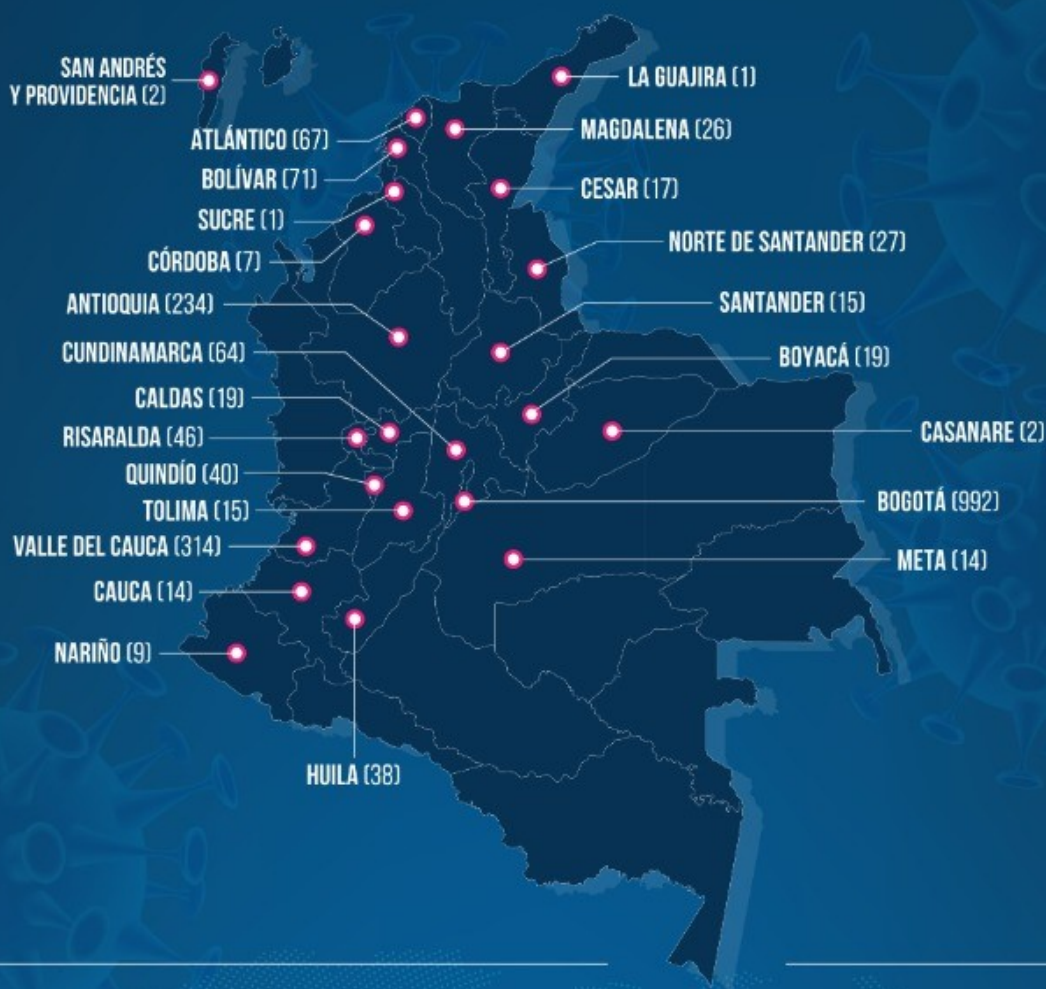 SAN ANDRÉS
Y PROVIDENCIA (2)
LA GUAJIRA (1)
ATLÁNTICO (67)
MAGDALENA (26)
BOLÍVAR (71)
CESAR (17)
SUCRE (1)
NORTE DE SANTANDER (27)
CÓRDOBA (7)
ANTIOQUIA (234)
SANTANDER (15)
CUNDINAMARCA (64)
BOYACÁ (19)
CALDAS (19)
RISARALDA (46)
CASANARE (2)
QUINDÍO (40)
TOLIMA (15)
BOGOTÁ (992)
VALLE DEL CAUCA (314)
META (14)
CAUCA (14)
NARIÑO (9)
HUILA (38)